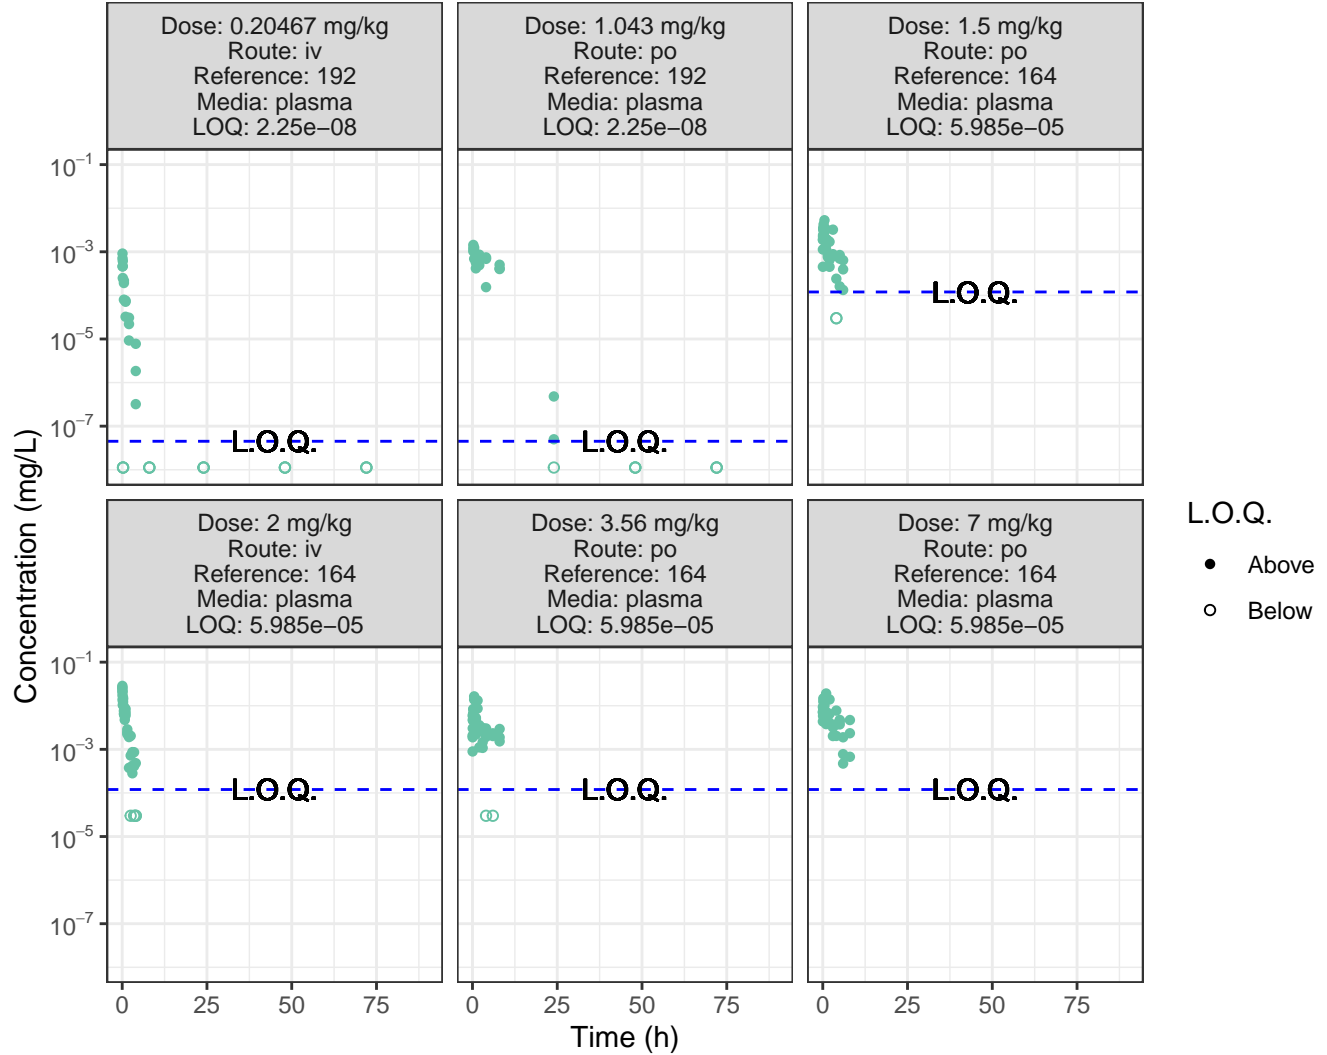 Dose: 0.20467 mg/kg
Route: iv
Reference: 192
Media: plasma
LOQ: 2.25e−08
Dose: 1.043 mg/kg
Route: po
Reference: 192
Media: plasma
LOQ: 2.25e−08
Dose: 1.5 mg/kg
Route: po
Reference: 164
Media: plasma
LOQ: 5.985e−05
10⁻¹
10⁻³
10⁻⁵
10⁻⁷
L.O.Q.
L.O.Q.
L.O.Q.
Concentration (mg/L)
Dose: 2 mg/kg
Route: iv
Reference: 164
Media: plasma
LOQ: 5.985e−05
Dose: 3.56 mg/kg
Route: po
Reference: 164
Media: plasma
LOQ: 5.985e−05
Dose: 7 mg/kg
Route: po
Reference: 164
Media: plasma
LOQ: 5.985e−05
10⁻¹
10⁻³
10⁻⁵
10⁻⁷
L.O.Q.
L.O.Q.
L.O.Q.
0 25 50 75
0 25 50 75
0 25 50 75
Time (h)
L.O.Q.
Above
Below